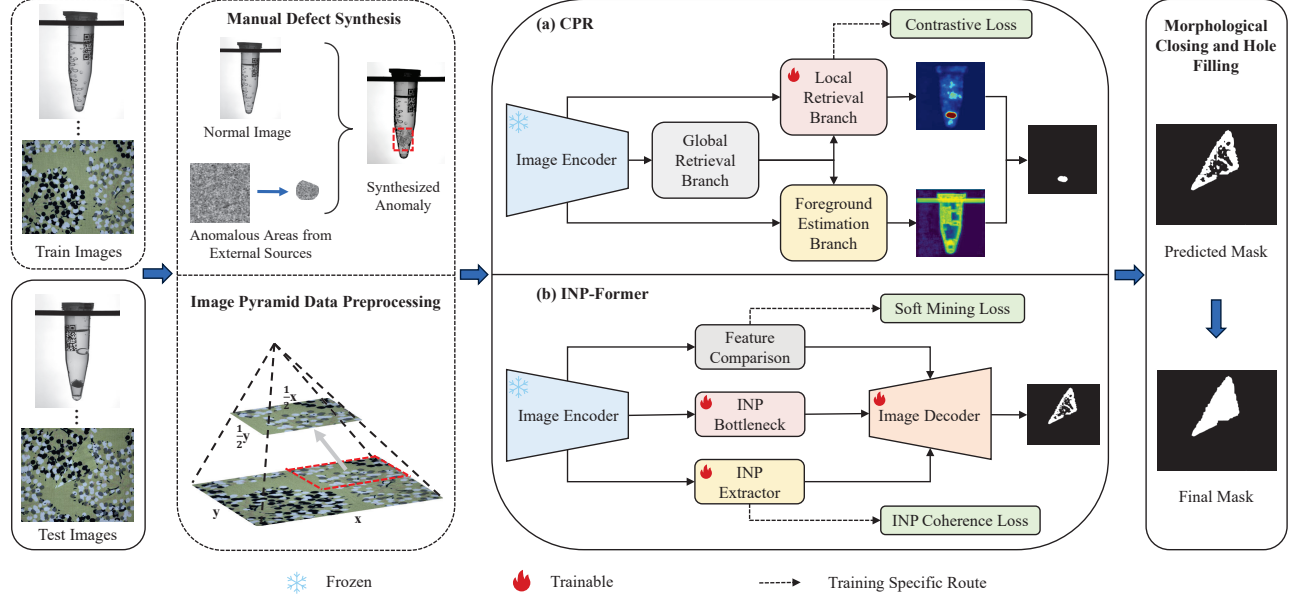 Train Images
Test Images
Manual Defect Synthesis
Normal Image
Anomalous Areas from
External Sources
Synthesized
Anomaly
Image Pyramid Data Preprocessing
1/2 x
1/2 y
y
x
(a) CPR
Contrastive Loss
Image Encoder
Local
Retrieval
Branch
Global
Retrieval
Branch
Foreground
Estimation
Branch
(b) INP-Former
Soft Mining Loss
Feature
Comparison
Image Encoder
INP
Bottleneck
Image Decoder
INP
Extractor
INP Coherence Loss
Morphological
Closing and Hole
Filling
Predicted Mask
Final Mask
Frozen
Trainable
Training Specific Route